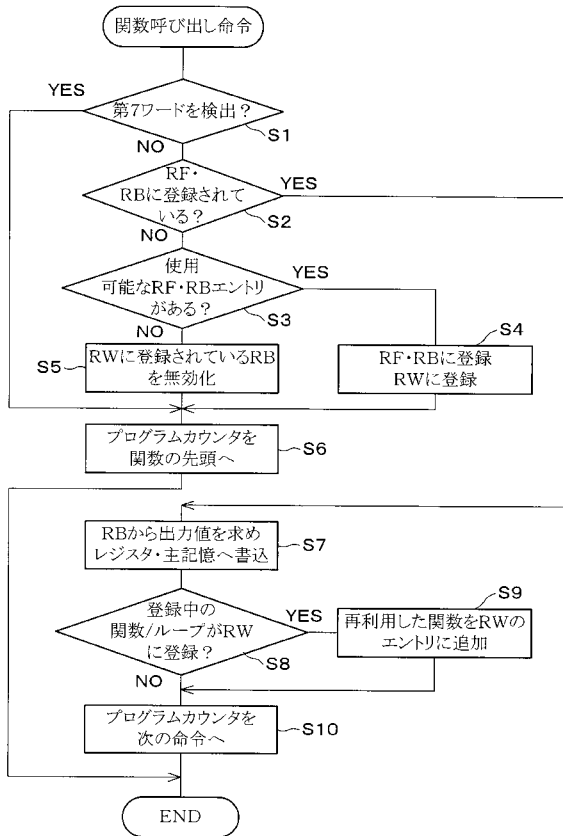 関数呼び出し命令
YES
第7ワードを検出？
S1
NO
RF・
RBに登録されて
いる？
YES
S2
NO
使用
可能なRF・RBエントリ
がある？
YES
S3
NO
S4
RF・RBに登録
RWに登録
S5
RWに登録されているRB
を無効化
プログラムカウンタを
関数の先頭へ
S6
RBから出力値を求め
レジスタ・主記憶へ書込
S7
登録中の
関数/ループがRW
に登録？
YES
S8
S9
再利用した関数をRWの
エントリに追加
NO
プログラムカウンタを
次の命令へ
S10
END